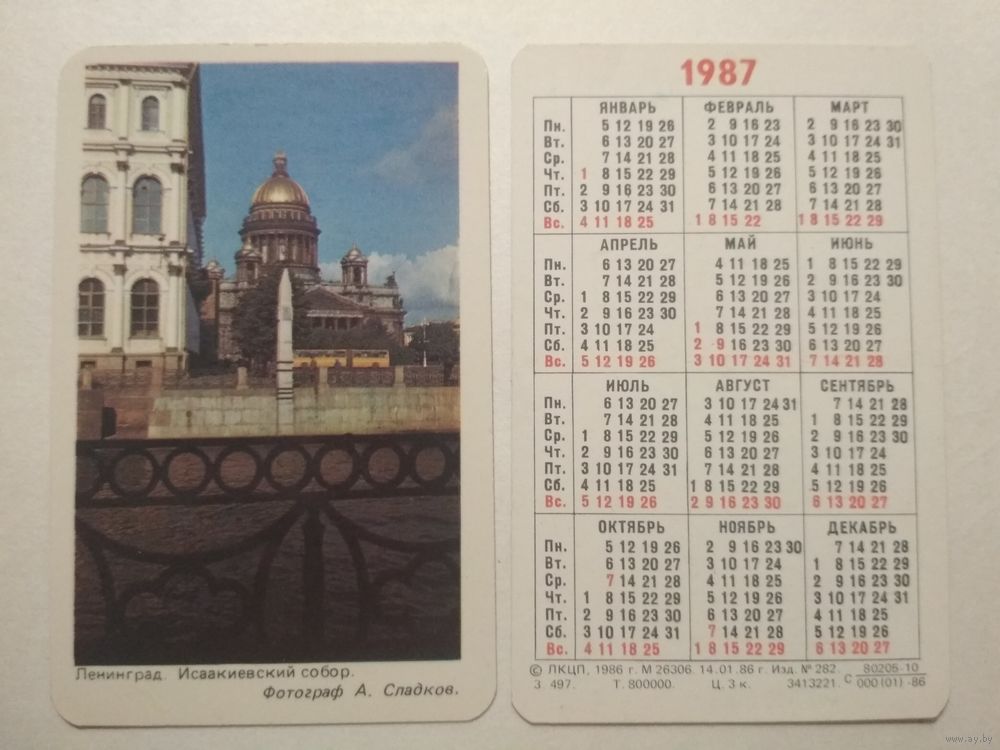 Ленинград. Исаакиевский собор.
Фотограф А. Сладков.
1987
ЯНВАРЬ ФЕВРАЛЬ МАРТ
Пн. 5 12 19 26 2 9 16 23 2 9 16 23 30
Вт. 6 13 20 27 3 10 17 24 3 10 17 24 31
Ср. 7 14 21 28 4 11 18 25 4 11 18 25
Чт. 1 8 15 22 29 5 12 19 26 5 12 19 26
Пт. 2 9 16 23 30 6 13 20 27 6 13 20 27
Сб. 3 10 17 24 31 7 14 21 28 7 14 21 28
Вс. 4 11 18 25 1 8 15 22 1 8 15 22 29
АПРЕЛЬ МАЙ ИЮНЬ
Пн. 6 13 20 27 4 11 18 25 1 8 15 22 29
Вт. 7 14 21 28 5 12 19 26 2 9 16 23 30
Ср. 1 8 15 22 29 6 13 20 27 3 10 17 24
Чт. 2 9 16 23 30 7 14 21 28 4 11 18 25
Пт. 3 10 17 24 1 8 15 22 29 5 12 19 26
Сб. 4 11 18 25 2 9 16 23 30 6 13 20 27
Вс. 5 12 19 26 3 10 17 24 31 7 14 21 28
ИЮЛЬ АВГУСТ СЕНТЯБРЬ
Пн. 6 13 20 27 3 10 17 24 31 7 14 21 28
Вт. 7 14 21 28 4 11 18 25 1 8 15 22 29
Ср. 1 8 15 22 29 5 12 19 26 2 9 16 23 30
Чт. 2 9 16 23 30 6 13 20 27 3 10 17 24
Пт. 3 10 17 24 31 7 14 21 28 4 11 18 25
Сб. 4 11 18 25 1 8 15 22 29 5 12 19 26
Вс. 5 12 19 26 2 9 16 23 30 6 13 20 27
ОКТЯБРЬ НОЯБРЬ ДЕКАБРЬ
Пн. 5 12 19 26 2 9 16 23 30 7 14 21 28
Вт. 6 13 20 27 3 10 17 24 1 8 15 22 29
Ср. 7 14 21 28 4 11 18 25 2 9 16 23 30
Чт. 1 8 15 22 29 5 12 19 26 3 10 17 24 31
Пт. 2 9 16 23 30 6 13 20 27 4 11 18 25
Сб. 3 10 17 24 31 7 14 21 28 5 12 19 26
Вс. 4 11 18 25 1 8 15 22 29 6 13 20 27
© ЛКЦП, 1986 г. М 26306. 14.01.86 г. Изд. № 282. С 80205-10
З. 497. Т. 800000. Ц. 3 к. 3413221. 000(01)-86
www.ay.by